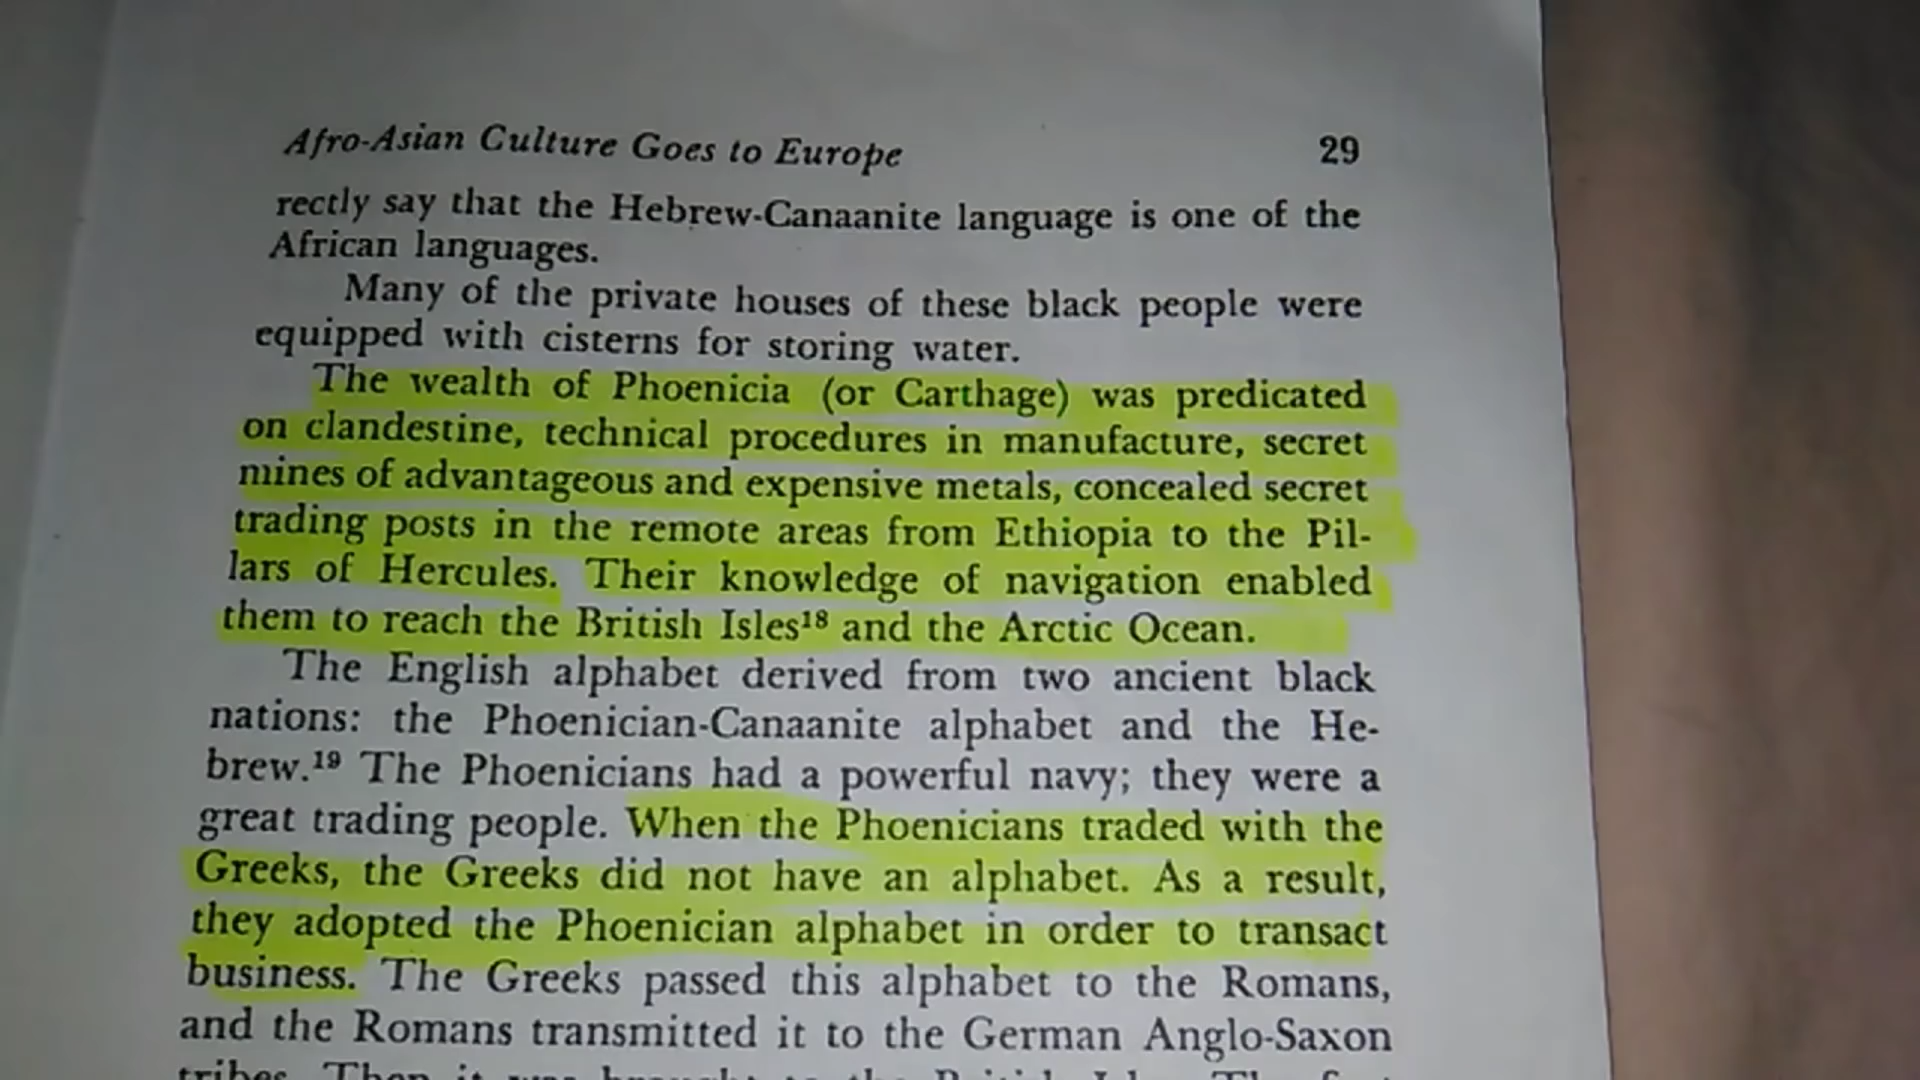 Afro-Asian Culture Goes to Europe 29
rectly say that the Hebrew-Canaanite language is one of the
African languages.
Many of the private houses of these black people were
equipped with cisterns for storing water.
The wealth of Phoenicia (or Carthage) was predicated
on clandestine, technical procedures in manufacture, secret
mines of advantageous and expensive metals, concealed secret
trading posts in the remote areas from Ethiopia to the Pil-
lars of Hercules. Their knowledge of navigation enabled
them to reach the British Isles¹⁸ and the Arctic Ocean.
The English alphabet derived from two ancient black
nations: the Phoenician-Canaanite alphabet and the He-
brew.¹⁹ The Phoenicians had a powerful navy; they were a
great trading people. When the Phoenicians traded with the
Greeks, the Greeks did not have an alphabet. As a result,
they adopted the Phoenician alphabet in order to transact
business. The Greeks passed this alphabet to the Romans,
and the Romans transmitted it to the German Anglo-Saxon
tribes. Then it was brought to the British